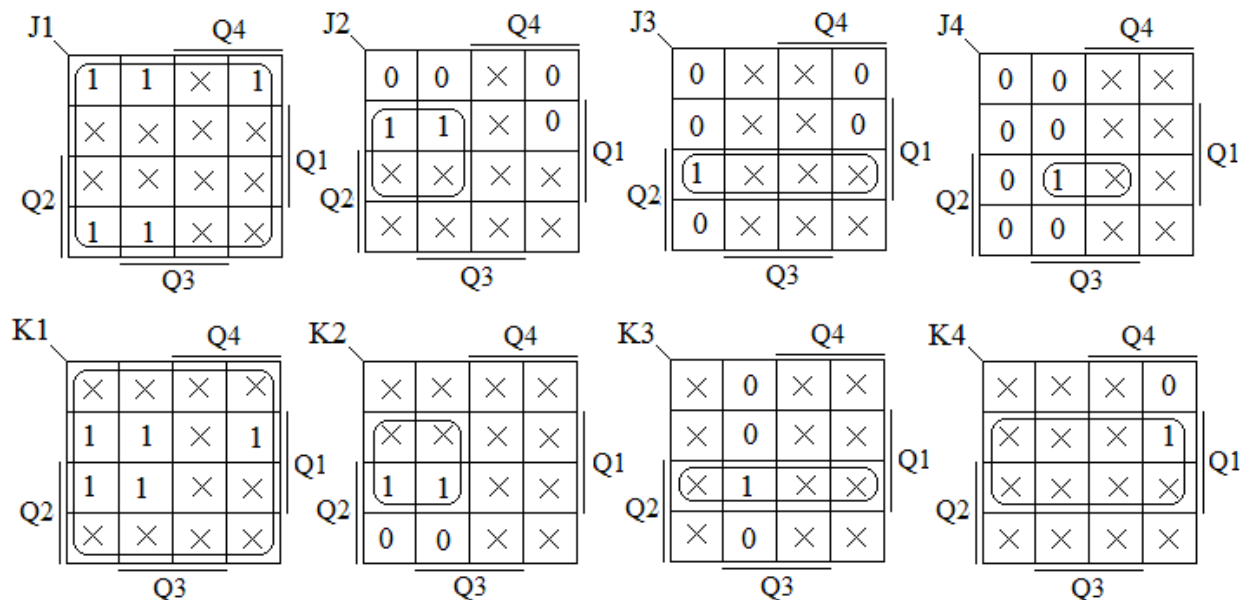 J1
Q4
1 1 × 1
× × × ×
Q1
× × × ×
Q2
1 1 × ×
Q3
J2
Q4
0 0 × 0
1 1 × 0
Q1
× × × ×
Q2
× × × ×
Q3
J3
Q4
0 × × 0
0 × × 0
Q1
1 × × ×
Q2
0 × × ×
Q3
J4
Q4
0 0 × ×
0 0 × ×
Q1
0 1 × ×
Q2
0 0 × ×
Q3
K1
Q4
× × × ×
1 1 × 1
Q1
1 1 × ×
Q2
× × × ×
Q3
K2
Q4
× × × ×
× × × ×
Q1
1 1 × ×
Q2
0 0 × ×
Q3
K3
Q4
× 0 × ×
× 0 × ×
Q1
× 1 × ×
Q2
× 0 × ×
Q3
K4
Q4
× × × 0
× × × 1
Q1
× × × ×
Q2
× × × ×
Q3